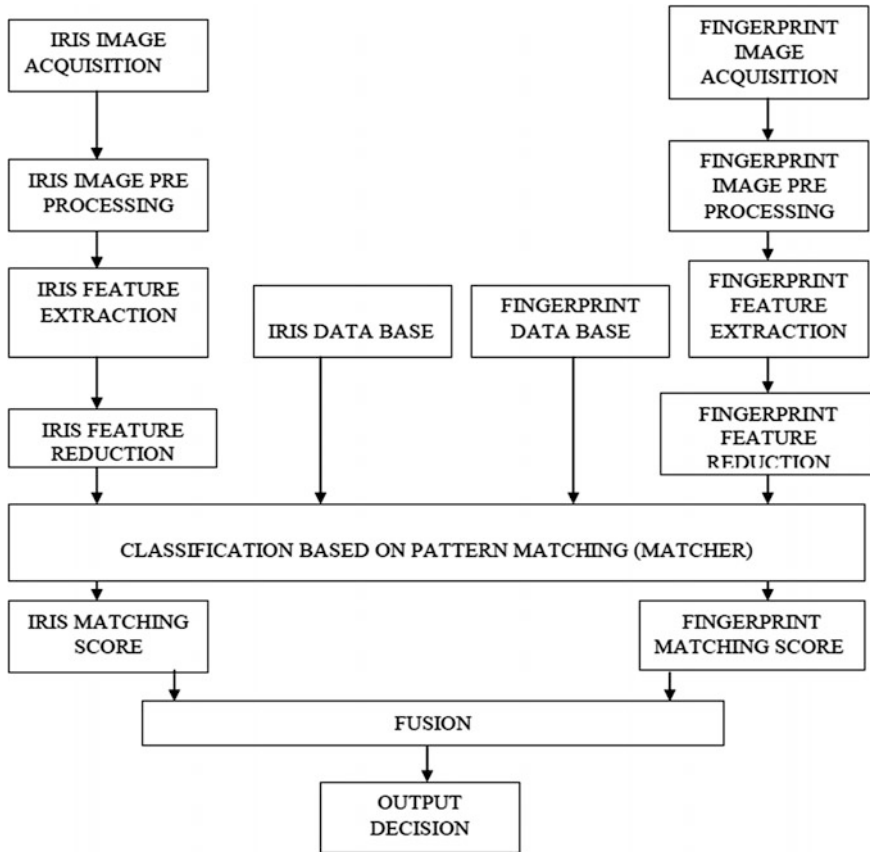 IRIS IMAGE
ACQUISITION
FINGERPRINT
IMAGE
ACQUISITION
IRIS IMAGE PRE
PROCESSING
FINGERPRINT
IMAGE PRE
PROCESSING
IRIS FEATURE
EXTRACTION
IRIS DATA BASE
FINGERPRINT
DATA BASE
FINGERPRINT
FEATURE
EXTRACTION
IRIS FEATURE
REDUCTION
FINGERPRINT
FEATURE
REDUCTION
CLASSIFICATION BASED ON PATTERN MATCHING (MATCHER)
IRIS MATCHING
SCORE
FINGERPRINT
MATCHING SCORE
FUSION
OUTPUT
DECISION